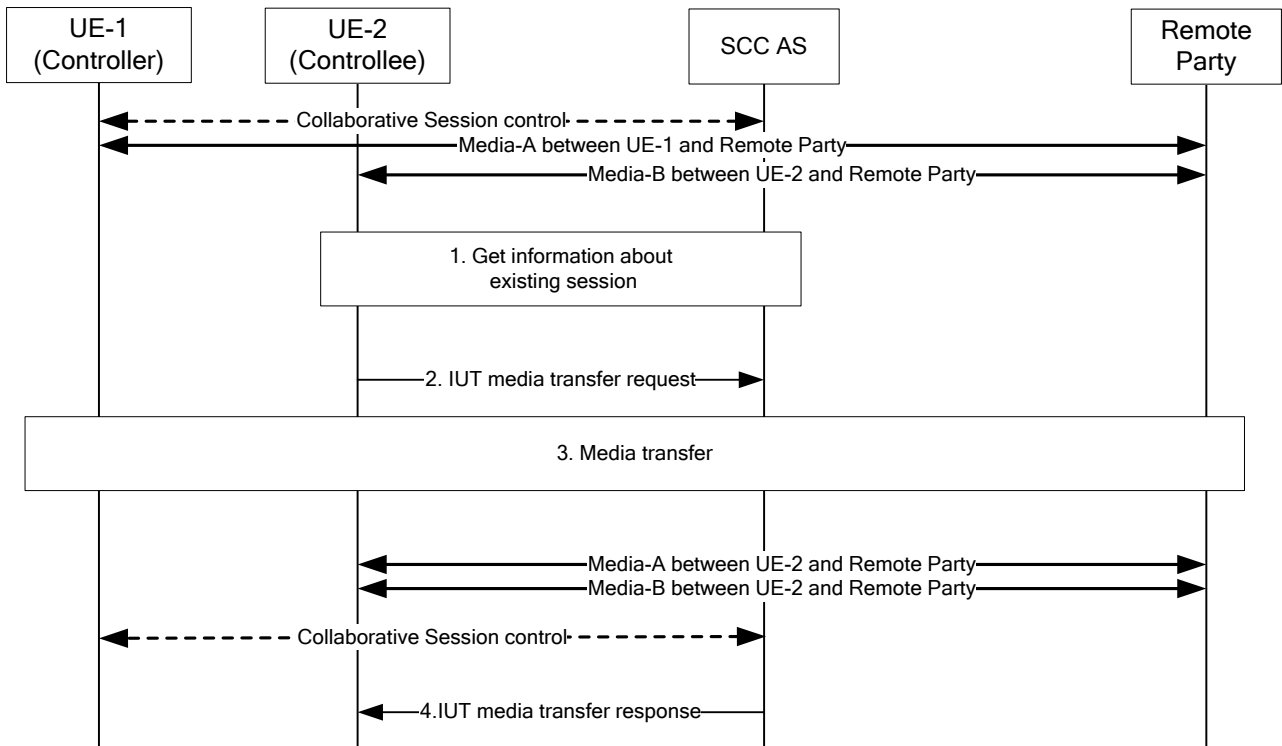 UE-1
(Controller)
UE-2
(Controllee)
SCC AS
Remote
Party
Collaborative Session control
Media-A between UE-1 and Remote Party
Media-B between UE-2 and Remote Party
1. Get information about
existing session
2. IUT media transfer request
3. Media transfer
Media-A between UE-2 and Remote Party
Media-B between UE-2 and Remote Party
Collaborative Session control
4.IUT media transfer response